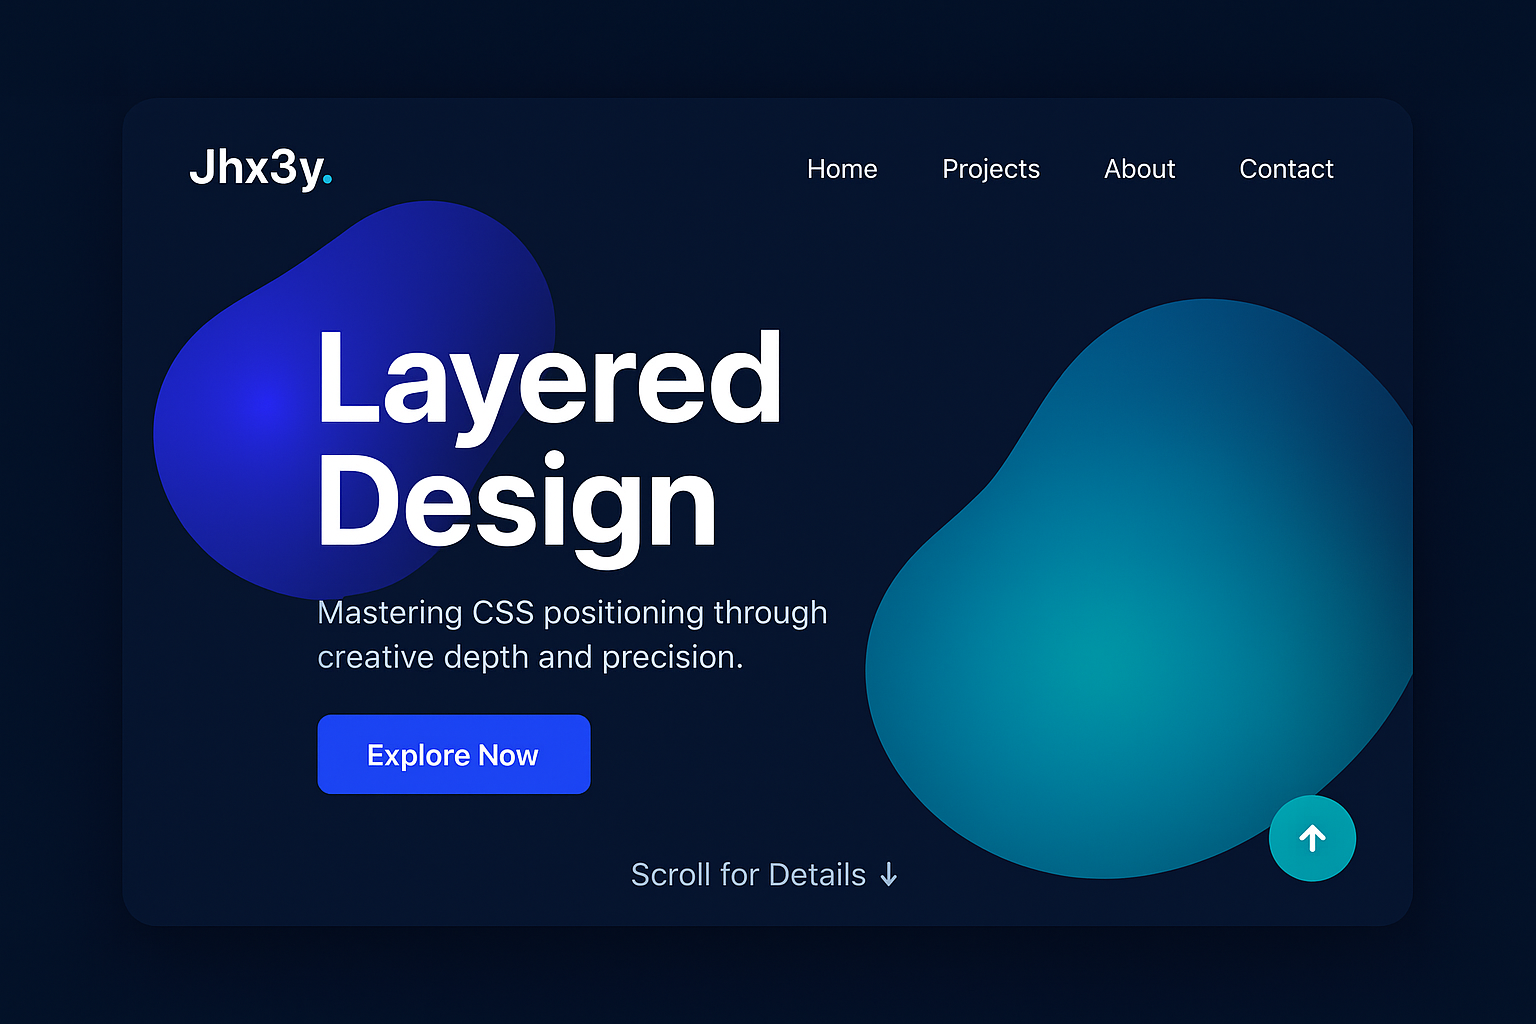 Jhx3y.
Home Projects About Contact
Layered
Design
Mastering CSS positioning through
creative depth and precision.
Explore Now
Scroll for Details ↓
↑